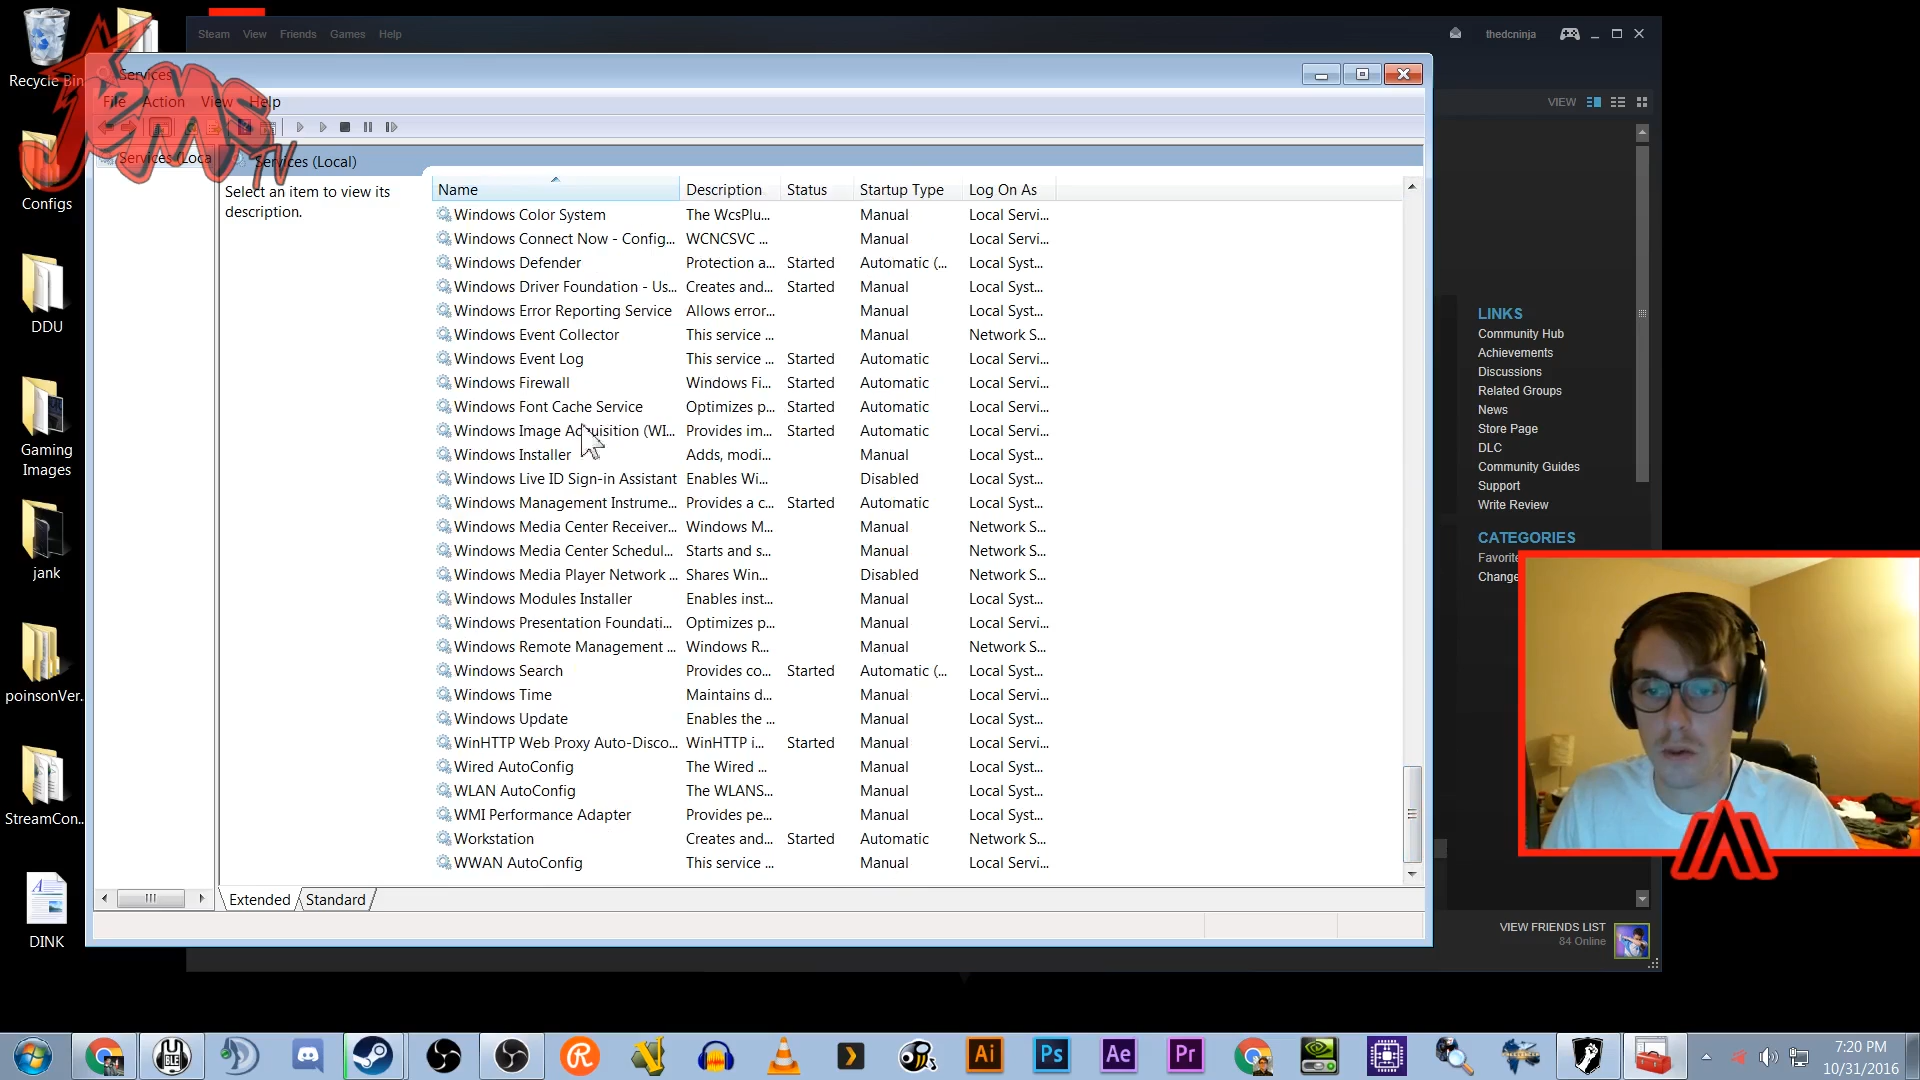 Steam View Friends Games Help
thedcninja
Services
File Action View Help
VIEW
JEMS TV
Services (Loca
Services (Local)
Select an item to view its
description.
Name Description Status Startup Type Log On As
Windows Color System The WcsPlu... Manual Local Servi...
Windows Connect Now - Config... WCNCSVC ... Manual Local Servi...
Windows Defender Protection a... Started Automatic (... Local Syst...
Windows Driver Foundation - Us... Creates and... Started Manual Local Syst...
Windows Error Reporting Service Allows error... Manual Local Syst...
Windows Event Collector This service ... Manual Network S...
Windows Event Log This service ... Started Automatic Local Servi...
Windows Firewall Windows Fi... Started Automatic Local Servi...
Windows Font Cache Service Optimizes p... Started Automatic Local Servi...
Windows Image Acquisition (WI... Provides im... Started Automatic Local Servi...
Windows Installer Adds, modi... Manual Local Syst...
Windows Live ID Sign-in Assistant Enables Wi... Disabled Local Syst...
Windows Management Instrume... Provides a c... Started Automatic Local Syst...
Windows Media Center Receiver... Windows M... Manual Network S...
Windows Media Center Schedul... Starts and s... Manual Network S...
Windows Media Player Network ... Shares Win... Disabled Network S...
Windows Modules Installer Enables inst... Manual Local Syst...
Windows Presentation Foundati... Optimizes p... Manual Local Servi...
Windows Remote Management ... Windows R... Manual Network S...
Windows Search Provides co... Started Automatic (... Local Syst...
Windows Time Maintains d... Manual Local Servi...
Windows Update Enables the ... Manual Local Syst...
WinHTTP Web Proxy Auto-Disco... WinHTTP i... Started Manual Local Servi...
Wired AutoConfig The Wired ... Manual Local Syst...
WLAN AutoConfig The WLANS... Manual Local Syst...
WMI Performance Adapter Provides pe... Manual Local Syst...
Workstation Creates and... Started Automatic Network S...
WWAN AutoConfig This service ... Manual Local Servi...
Extended Standard
LINKS
Community Hub
Achievements
Discussions
Related Groups
News
Store Page
DLC
Community Guides
Support
Write Review
CATEGORIES
Favorite
Change
VIEW FRIENDS LIST
84 Online
Recycle Bin
Configs
DDU
Gaming
Images
jank
poinsonVer...
StreamCon...
DINK
BLE
Ai Ps Ae Pr
7:20 PM
10/31/2016